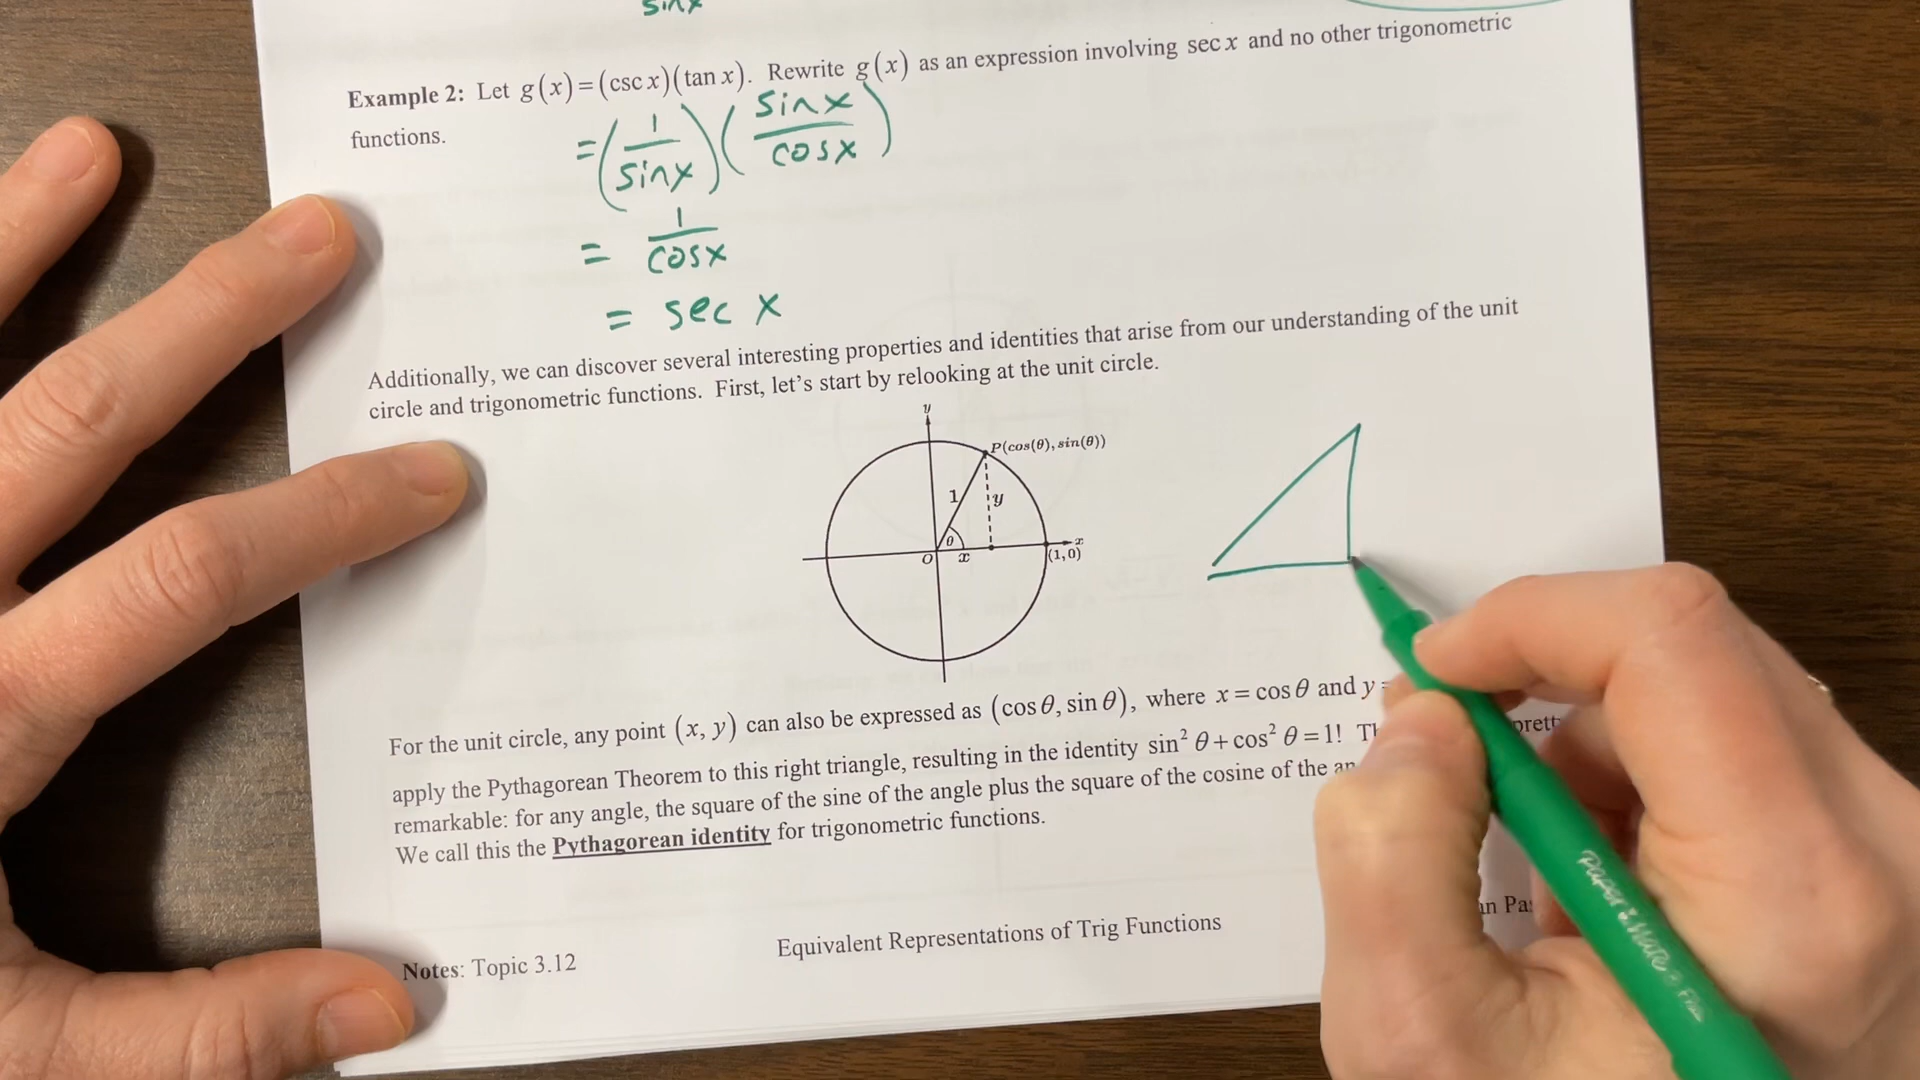 sinx
Example 2: Let g(x) = (csc x)(tan x). Rewrite g(x) as an expression involving sec x and no other trigonometric
functions.
= (1/sinx)(sinx/cosx)
= 1/cosx
= sec x
Additionally, we can discover several interesting properties and identities that arise from our understanding of the unit
circle and trigonometric functions. First, let's start by relooking at the unit circle.
y
P(cos(θ), sin(θ))
1
y
θ
O
x
x
(1,0)
For the unit circle, any point (x, y) can also be expressed as (cos θ, sin θ), where x = cos θ and y =
apply the Pythagorean Theorem to this right triangle, resulting in the identity sin² θ + cos² θ = 1!
remarkable: for any angle, the square of the sine of the angle plus the square of the cosine of the
We call this the Pythagorean identity for trigonometric functions.
Notes: Topic 3.12
Equivalent Representations of Trig Functions
Paper Mate